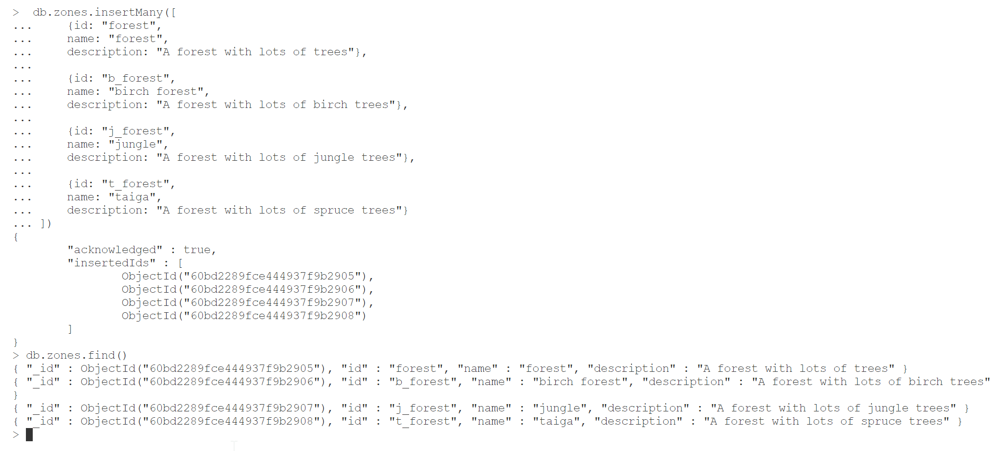 >  db.zones.insertMany([
...     {id: "forest",
...     name: "forest",
...     description: "A forest with lots of trees"},
...
...     {id: "b_forest",
...     name: "birch forest",
...     description: "A forest with lots of birch trees"},
...
...     {id: "j_forest",
...     name: "jungle",
...     description: "A forest with lots of jungle trees"},
...
...     {id: "t_forest",
...     name: "taiga",
...     description: "A forest with lots of spruce trees"}
... ])
{
        "acknowledged" : true,
        "insertedIds" : [
                ObjectId("60bd2289fce444937f9b2905"),
                ObjectId("60bd2289fce444937f9b2906"),
                ObjectId("60bd2289fce444937f9b2907"),
                ObjectId("60bd2289fce444937f9b2908")
        ]
}
> db.zones.find()
{ "_id" : ObjectId("60bd2289fce444937f9b2905"), "id" : "forest", "name" : "forest", "description" : "A forest with lots of trees" }
{ "_id" : ObjectId("60bd2289fce444937f9b2906"), "id" : "b_forest", "name" : "birch forest", "description" : "A forest with lots of birch trees"
}
{ "_id" : ObjectId("60bd2289fce444937f9b2907"), "id" : "j_forest", "name" : "jungle", "description" : "A forest with lots of jungle trees" }
{ "_id" : ObjectId("60bd2289fce444937f9b2908"), "id" : "t_forest", "name" : "taiga", "description" : "A forest with lots of spruce trees" }
>